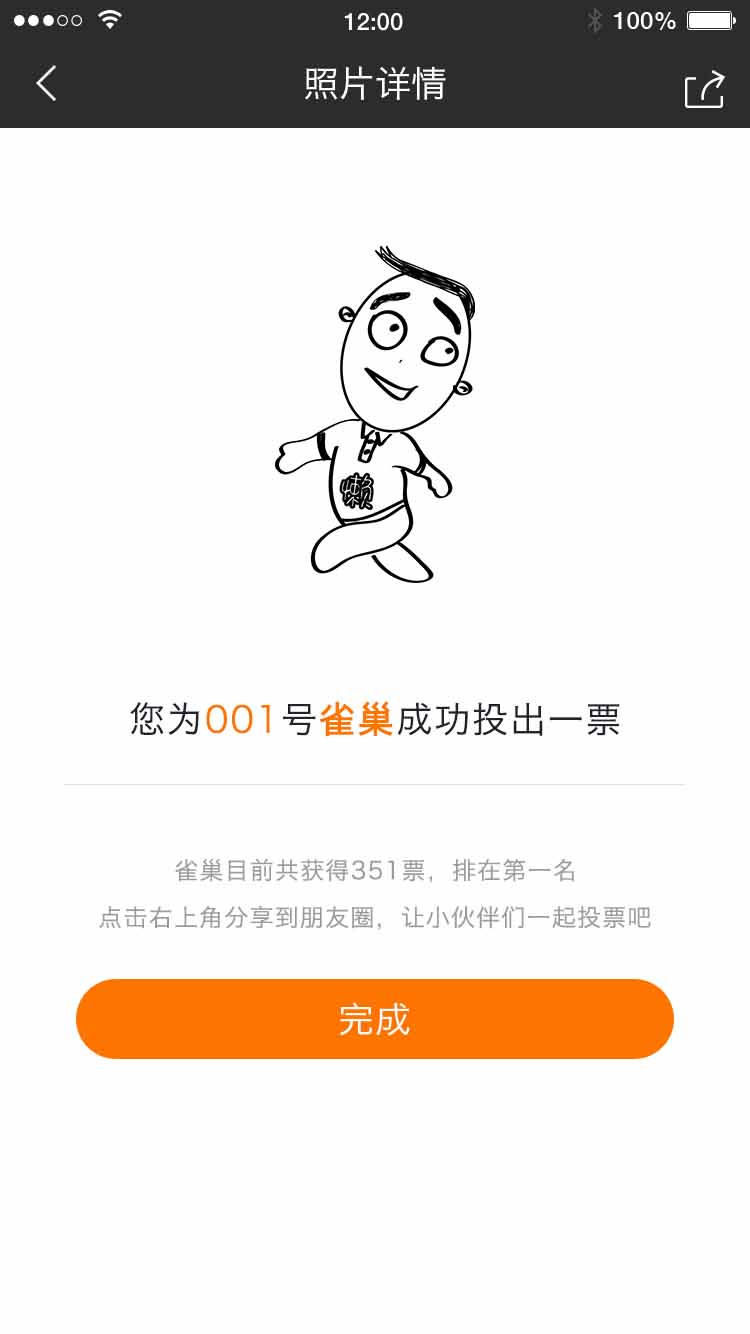 12:00
100%
照片详情
懒
您为001号雀巢成功投出一票
雀巢目前共获得351票，排在第一名
点击右上角分享到朋友圈，让小伙伴们一起投票吧
完成